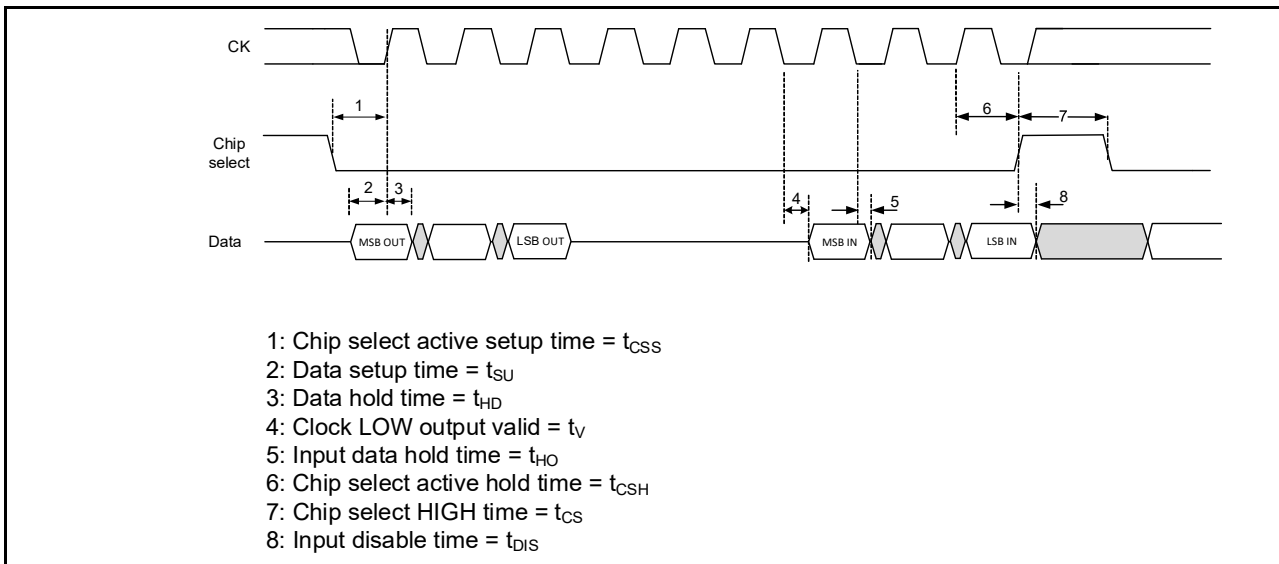 CK
1
6
7
Chip
select
2
3
4
5
8
Data
MSB OUT
LSB OUT
MSB IN
LSB IN
1: Chip select active setup time = tCSS
2: Data setup time = tSU
3: Data hold time = tHD
4: Clock LOW output valid = tV
5: Input data hold time = tHO
6: Chip select active hold time = tCSH
7: Chip select HIGH time = tCS
8: Input disable time = tDIS